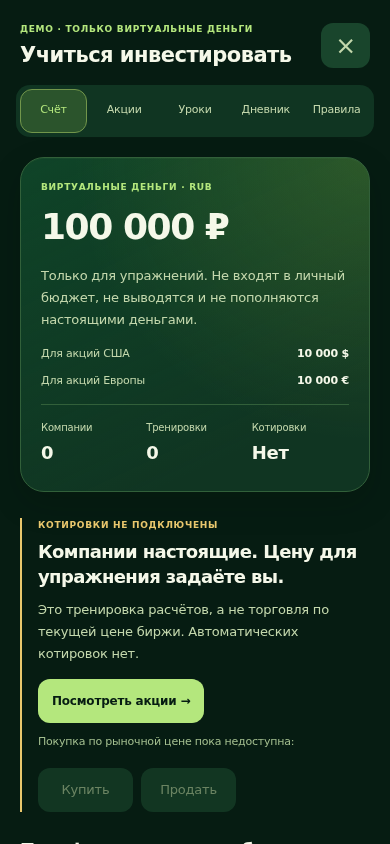 ДЕМО · ТОЛЬКО ВИРТУАЛЬНЫЕ ДЕНЬГИ
Учиться инвестировать
Счёт
Акции
Уроки
Дневник
Правила
ВИРТУАЛЬНЫЕ ДЕНЬГИ · RUB
100 000 ₽
Только для упражнений. Не входят в личный
бюджет, не выводятся и не пополняются
настоящими деньгами.
Для акций США 10 000 $
Для акций Европы 10 000 €
Компании Тренировки Котировки
0 0 Нет
КОТИРОВКИ НЕ ПОДКЛЮЧЕНЫ
Компании настоящие. Цену для
упражнения задаёте вы.
Это тренировка расчётов, а не торговля по
текущей цене биржи. Автоматических
котировок нет.
Посмотреть акции →
Покупка по рыночной цене пока недоступна:
Купить
Продать